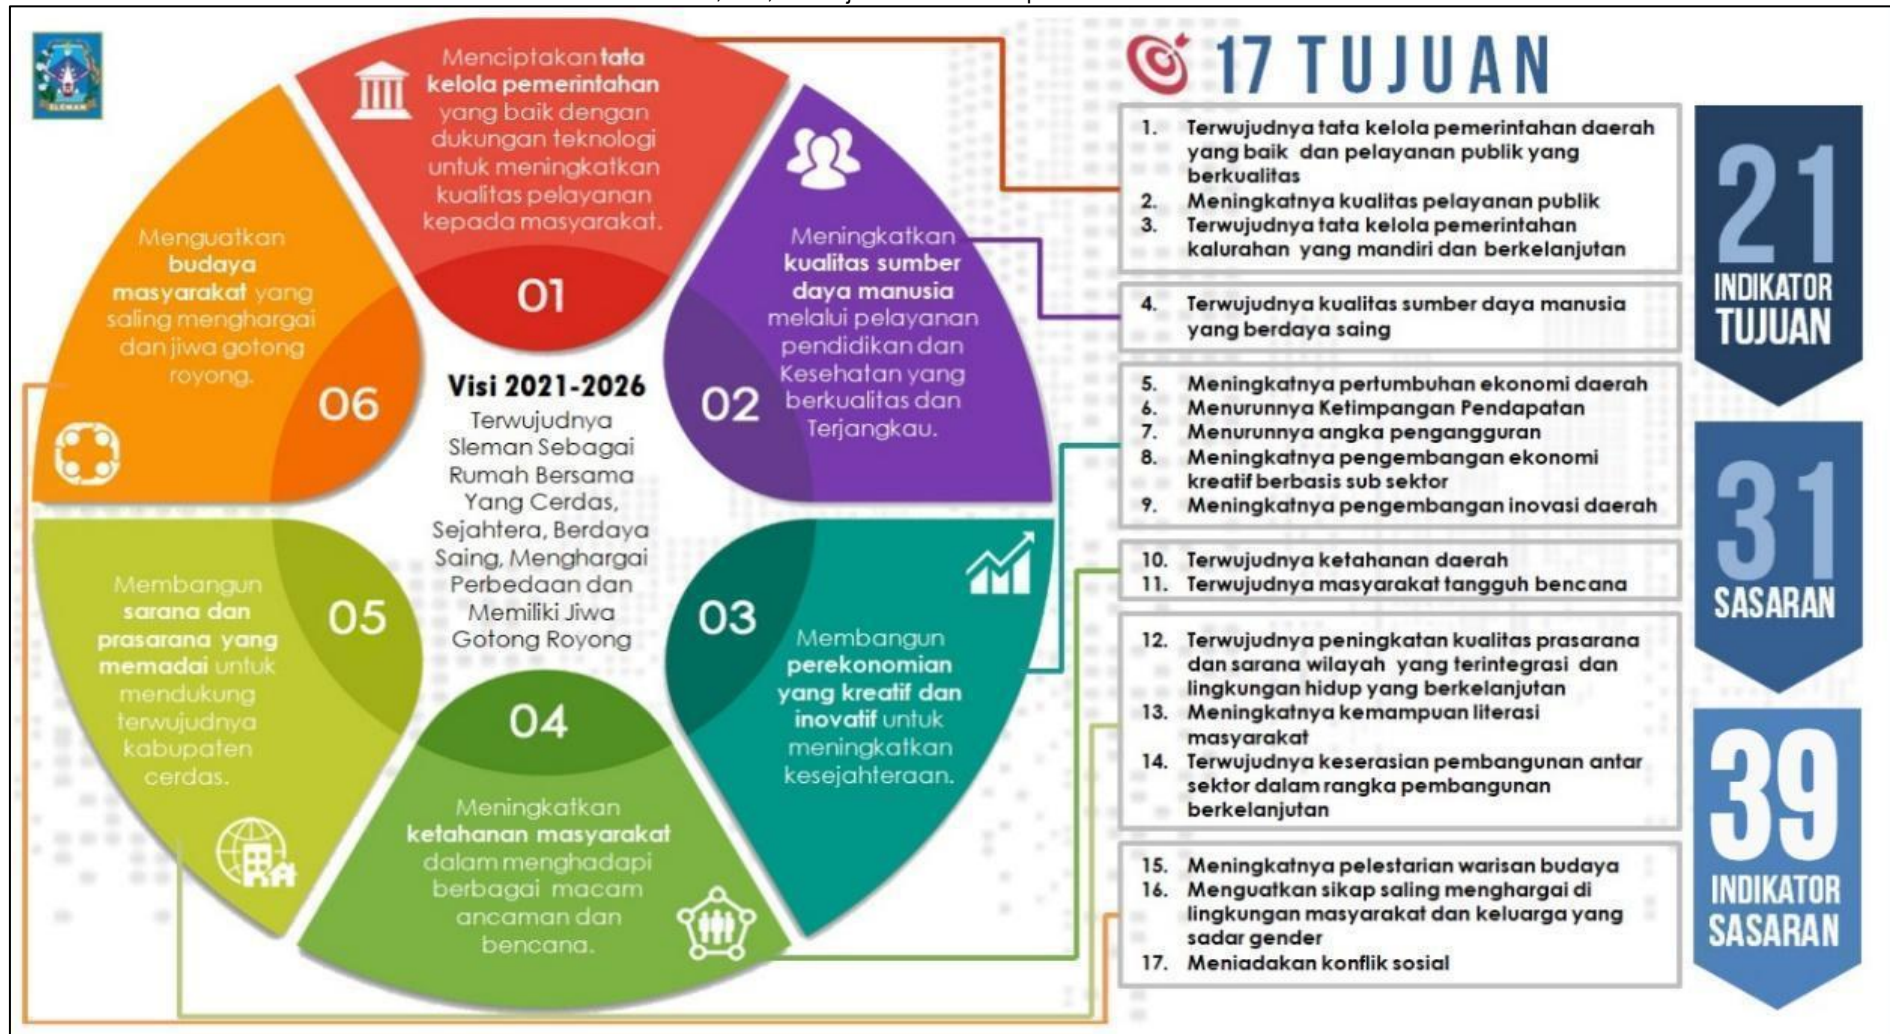 SLEMAN
Menciptakan tata
kelola pemerintahan
yang baik dengan
dukungan teknologi
untuk meningkatkan
kualitas pelayanan
kepada masyarakat.
01
Meningkatkan
kualitas sumber
daya manusia
melalui pelayanan
pendidikan dan
Kesehatan yang
berkualitas dan
Terjangkau.
02
Membangun
perekonomian
yang kreatif dan
inovatif untuk
meningkatkan
kesejahteraan.
03
Meningkatkan
ketahanan masyarakat
dalam menghadapi
berbagai macam
ancaman dan
bencana.
04
Membangun
sarana dan
prasarana yang
memadai untuk
mendukung
terwujudnya
kabupaten
cerdas.
05
Menguatkan
budaya
masyarakat yang
saling menghargai
dan jiwa gotong
royong.
06
Visi 2021-2026
Terwujudnya
Sleman Sebagai
Rumah Bersama
Yang Cerdas,
Sejahtera, Berdaya
Saing, Menghargai
Perbedaan dan
Memiliki Jiwa
Gotong Royong
17 TUJUAN
1. Terwujudnya tata kelola pemerintahan daerah
yang baik dan pelayanan publik yang
berkualitas
2. Meningkatnya kualitas pelayanan publik
3. Terwujudnya tata kelola pemerintahan
kalurahan yang mandiri dan berkelanjutan
4. Terwujudnya kualitas sumber daya manusia
yang berdaya saing
5. Meningkatnya pertumbuhan ekonomi daerah
6. Menurunnya Ketimpangan Pendapatan
7. Menurunnya angka pengangguran
8. Meningkatnya pengembangan ekonomi
kreatif berbasis sub sektor
9. Meningkatnya pengembangan inovasi daerah
10. Terwujudnya ketahanan daerah
11. Terwujudnya masyarakat tangguh bencana
12. Terwujudnya peningkatan kualitas prasarana
dan sarana wilayah yang terintegrasi dan
lingkungan hidup yang berkelanjutan
13. Meningkatnya kemampuan literasi
masyarakat
14. Terwujudnya keserasian pembangunan antar
sektor dalam rangka pembangunan
berkelanjutan
15. Meningkatnya pelestarian warisan budaya
16. Menguatkan sikap saling menghargai di
lingkungan masyarakat dan keluarga yang
sadar gender
17. Meniadakan konflik sosial
21
INDIKATOR
TUJUAN
31
SASARAN
39
INDIKATOR
SASARAN